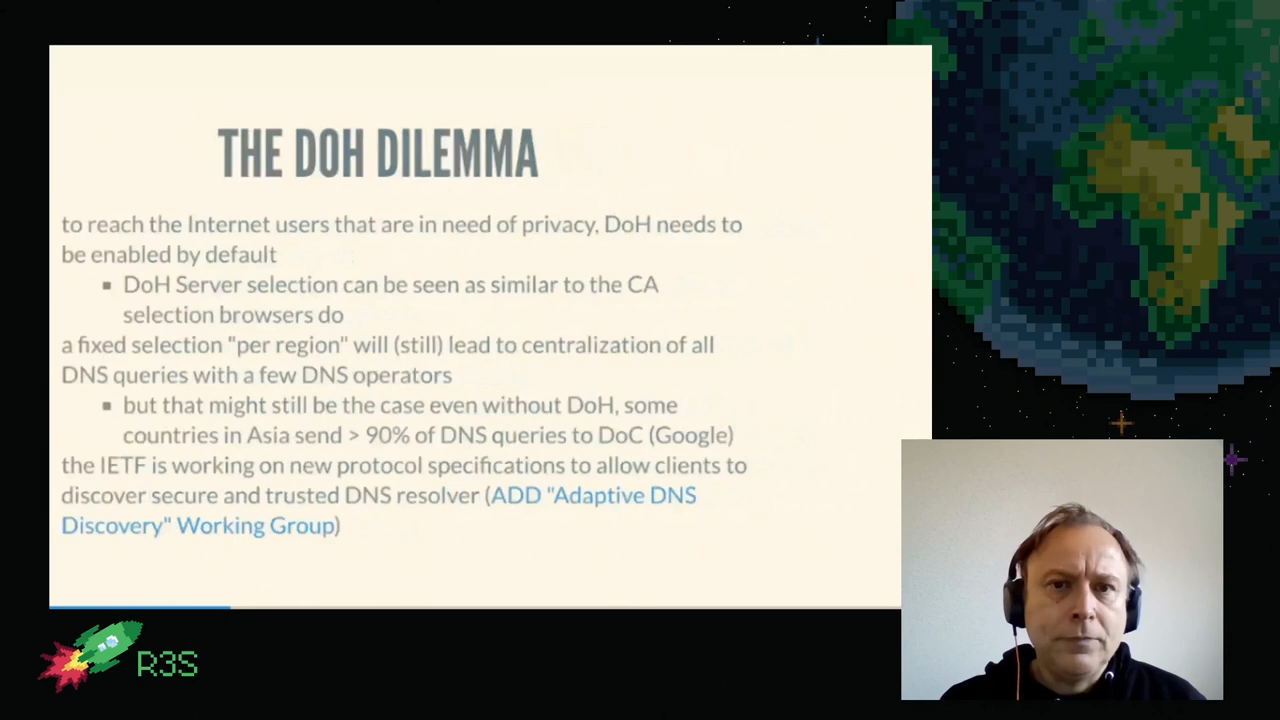 THE DOH DILEMMA
to reach the Internet users that are in need of privacy, DoH needs to
be enabled by default
▪ DoH Server selection can be seen as similar to the CA
selection browsers do
a fixed selection "per region" will (still) lead to centralization of all
DNS queries with a few DNS operators
▪ but that might still be the case even without DoH, some
countries in Asia send > 90% of DNS queries to DoC (Google)
the IETF is working on new protocol specifications to allow clients to
discover secure and trusted DNS resolver (ADD "Adaptive DNS
Discovery" Working Group)
R3S